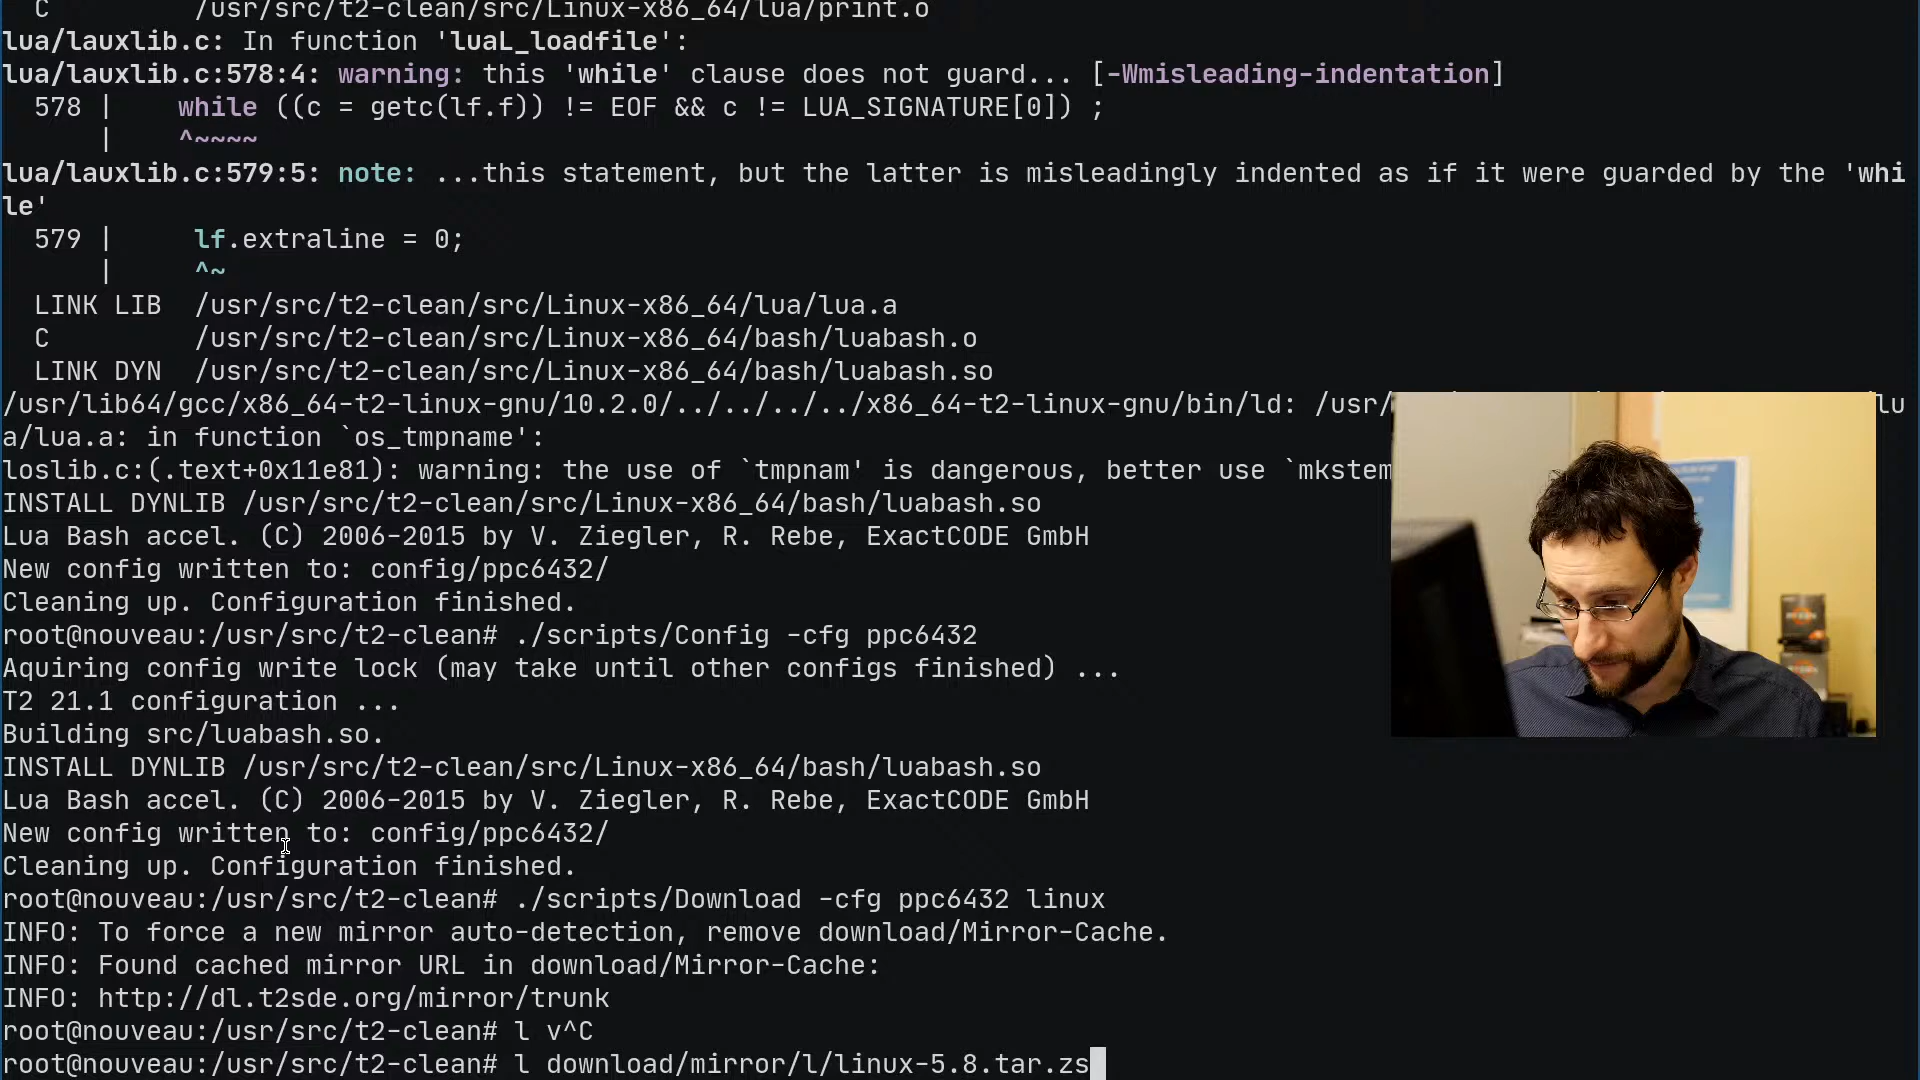 C         /usr/src/t2-clean/src/Linux-x86_64/lua/print.o
lua/lauxlib.c: In function 'luaL_loadfile':
lua/lauxlib.c:578:4: warning: this 'while' clause does not guard... [-Wmisleading-indentation]
  578 |    while ((c = getc(lf.f)) != EOF && c != LUA_SIGNATURE[0]) ;
      |    ^~~~~
lua/lauxlib.c:579:5: note: ...this statement, but the latter is misleadingly indented as if it were guarded by the 'whi
le'
  579 |     lf.extraline = 0;
      |     ^~
  LINK LIB  /usr/src/t2-clean/src/Linux-x86_64/lua/lua.a
  C         /usr/src/t2-clean/src/Linux-x86_64/bash/luabash.o
  LINK DYN  /usr/src/t2-clean/src/Linux-x86_64/bash/luabash.so
/usr/lib64/gcc/x86_64-t2-linux-gnu/10.2.0/../../../../x86_64-t2-linux-gnu/bin/ld: /usr/ lu
a/lua.a: in function `os_tmpname':
loslib.c:(.text+0x11e81): warning: the use of `tmpnam' is dangerous, better use `mkstem
INSTALL DYNLIB /usr/src/t2-clean/src/Linux-x86_64/bash/luabash.so
Lua Bash accel. (C) 2006-2015 by V. Ziegler, R. Rebe, ExactCODE GmbH
New config written to: config/ppc6432/
Cleaning up. Configuration finished.
root@nouveau:/usr/src/t2-clean# ./scripts/Config -cfg ppc6432
Aquiring config write lock (may take until other configs finished) ...
T2 21.1 configuration ...
Building src/luabash.so.
INSTALL DYNLIB /usr/src/t2-clean/src/Linux-x86_64/bash/luabash.so
Lua Bash accel. (C) 2006-2015 by V. Ziegler, R. Rebe, ExactCODE GmbH
New config written to: config/ppc6432/
Cleaning up. Configuration finished.
root@nouveau:/usr/src/t2-clean# ./scripts/Download -cfg ppc6432 linux
INFO: To force a new mirror auto-detection, remove download/Mirror-Cache.
INFO: Found cached mirror URL in download/Mirror-Cache:
INFO: http://dl.t2sde.org/mirror/trunk
root@nouveau:/usr/src/t2-clean# l v^C
root@nouveau:/usr/src/t2-clean# l download/mirror/l/linux-5.8.tar.zs